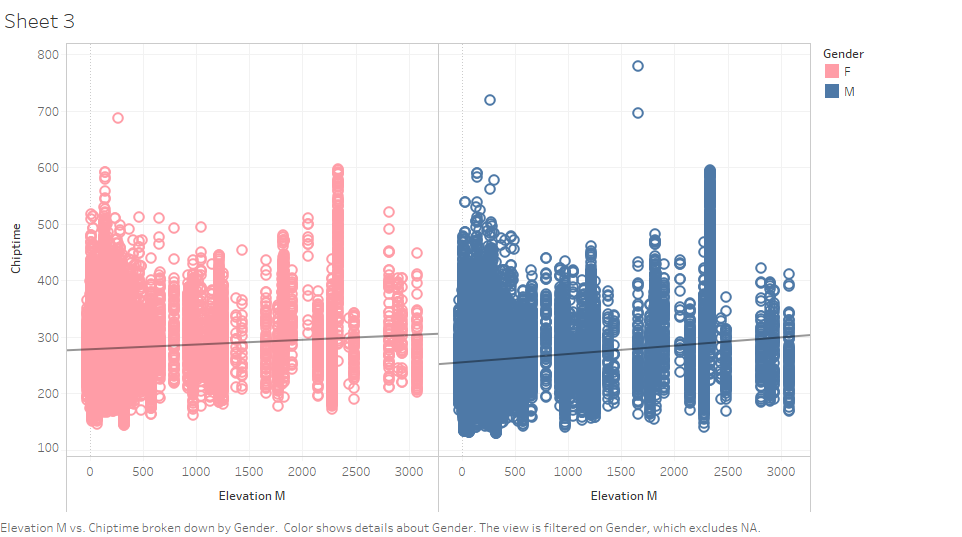 Sheet 3
Gender
F
M
Chiptime
800
700
600
500
400
300
200
100
0 500 1000 1500 2000 2500 3000 0 500 1000 1500 2000 2500 3000
Elevation M Elevation M
Elevation M vs. Chiptime broken down by Gender.  Color shows details about Gender. The view is filtered on Gender, which excludes NA.